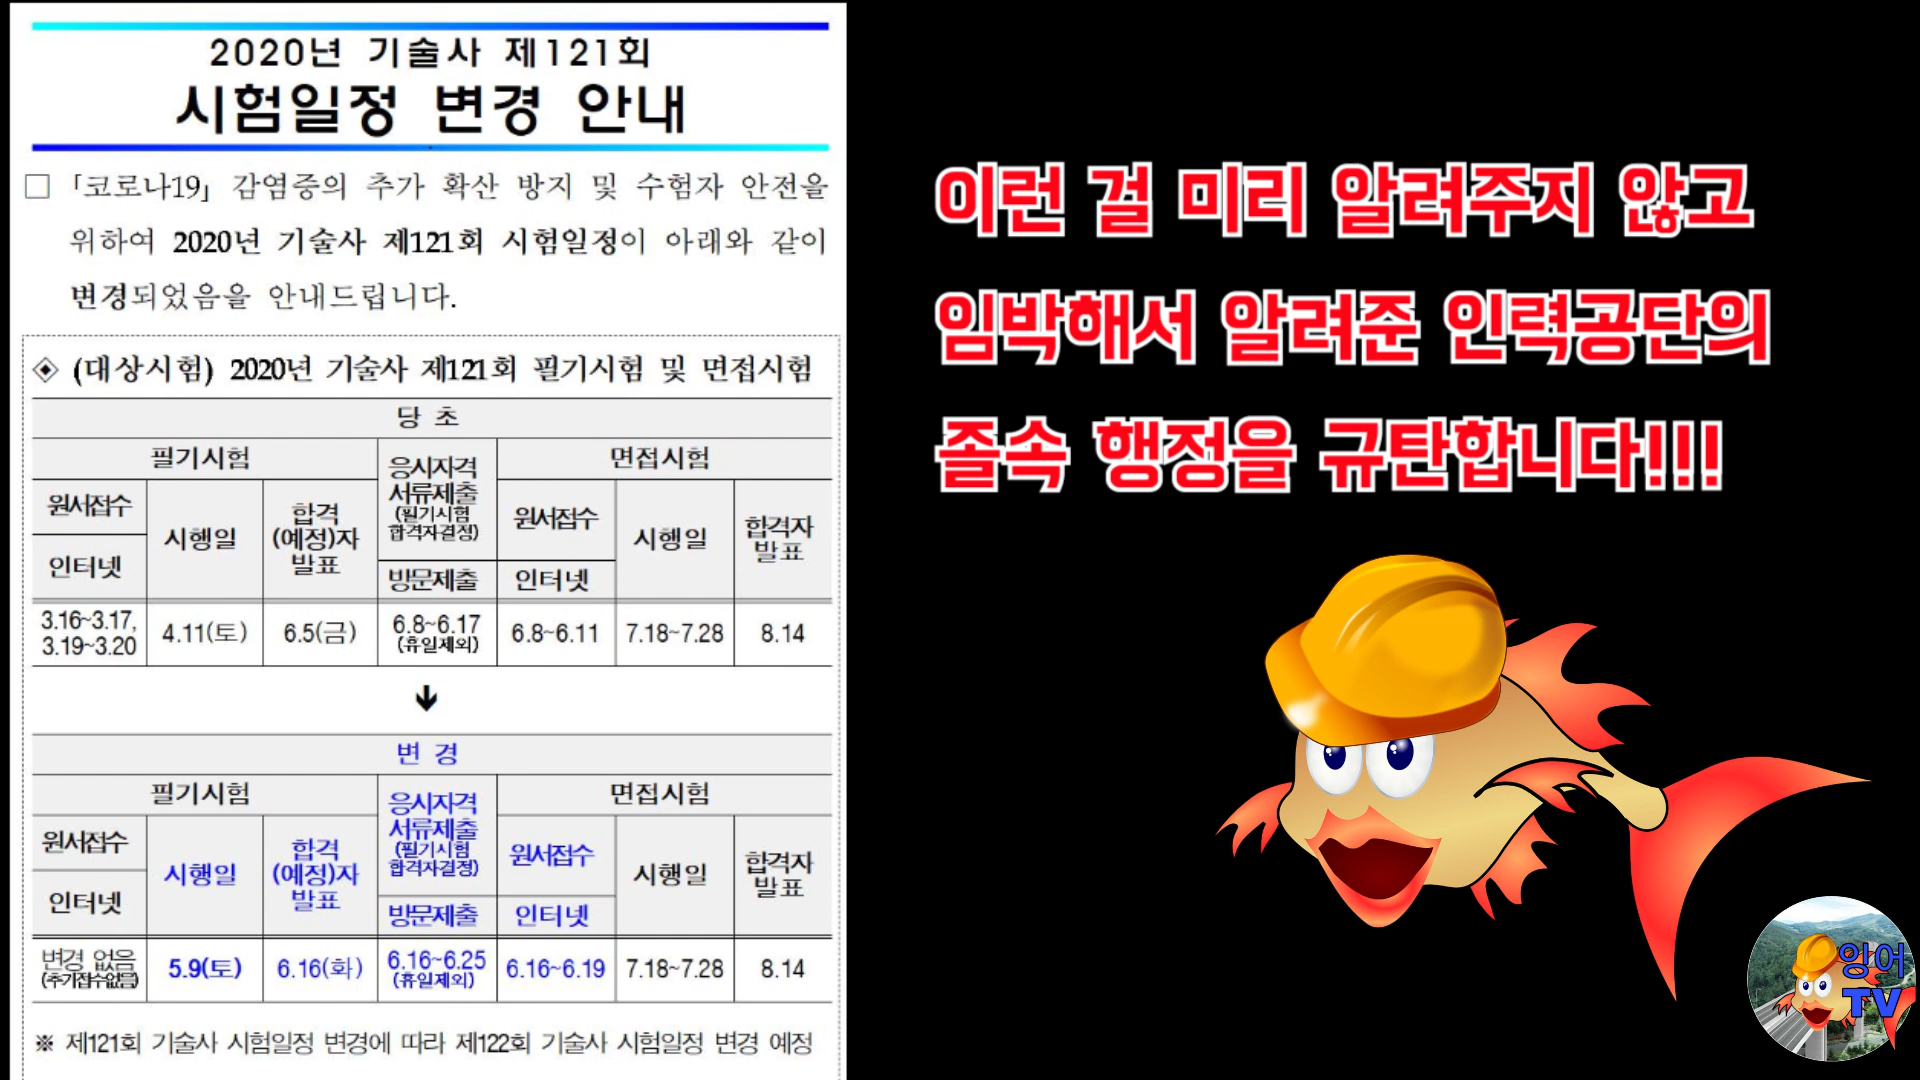 2020년 기술사 제121회
시험일정 변경 안내
□ 「코로나19」 감염증의 추가 확산 방지 및 수험자 안전을
위하여 2020년 기술사 제121회 시험일정이 아래와 같이
변경되었음을 안내드립니다.
◈ (대상시험) 2020년 기술사 제121회 필기시험 및 면접시험
당 초
필기시험
응시자격
서류제출
(필기시험
합격자결정)
면접시험
원서접수
시행일
합격
(예정)자
발표
원서접수
시행일
합격자
발표
인터넷
방문제출
인터넷
3.16~3.17,
3.19~3.20
4.11(토)
6.5(금)
6.8~6.17
(휴일제외)
6.8~6.11
7.18~7.28
8.14
변 경
필기시험
응시자격
서류제출
(필기시험
합격자결정)
면접시험
원서접수
시행일
합격
(예정)자
발표
원서접수
시행일
합격자
발표
인터넷
방문제출
인터넷
변경 없음
(추가접수없음)
5.9(토)
6.16(화)
6.16~6.25
(휴일제외)
6.16~6.19
7.18~7.28
8.14
※ 제121회 기술사 시험일정 변경에 따라 제122회 기술사 시험일정 변경 예정
이런 걸 미리 알려주지 않고
임박해서 알려준 인력공단의
졸속 행정을 규탄합니다!!!
잉어
TV